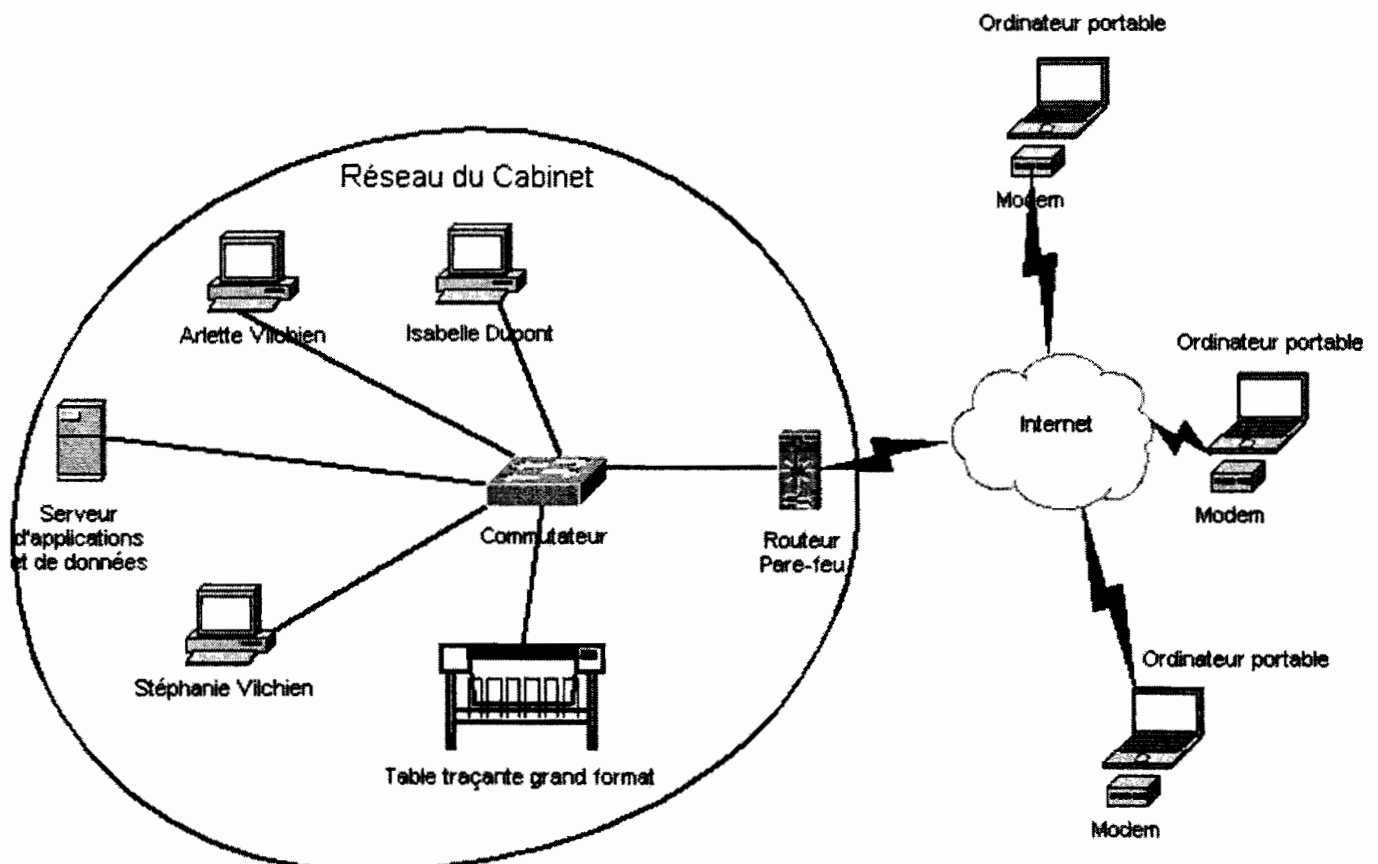 Ordinateur portable
Modem
Réseau du Cabinet
Arlette Vilchien
Isabelle Dupont
Ordinateur portable
Internet
Modem
Serveur
d'applications
et de données
Commutateur
Routeur
Pare-feu
Stéphanie Vilchien
Table traçante grand format
Ordinateur portable
Modem